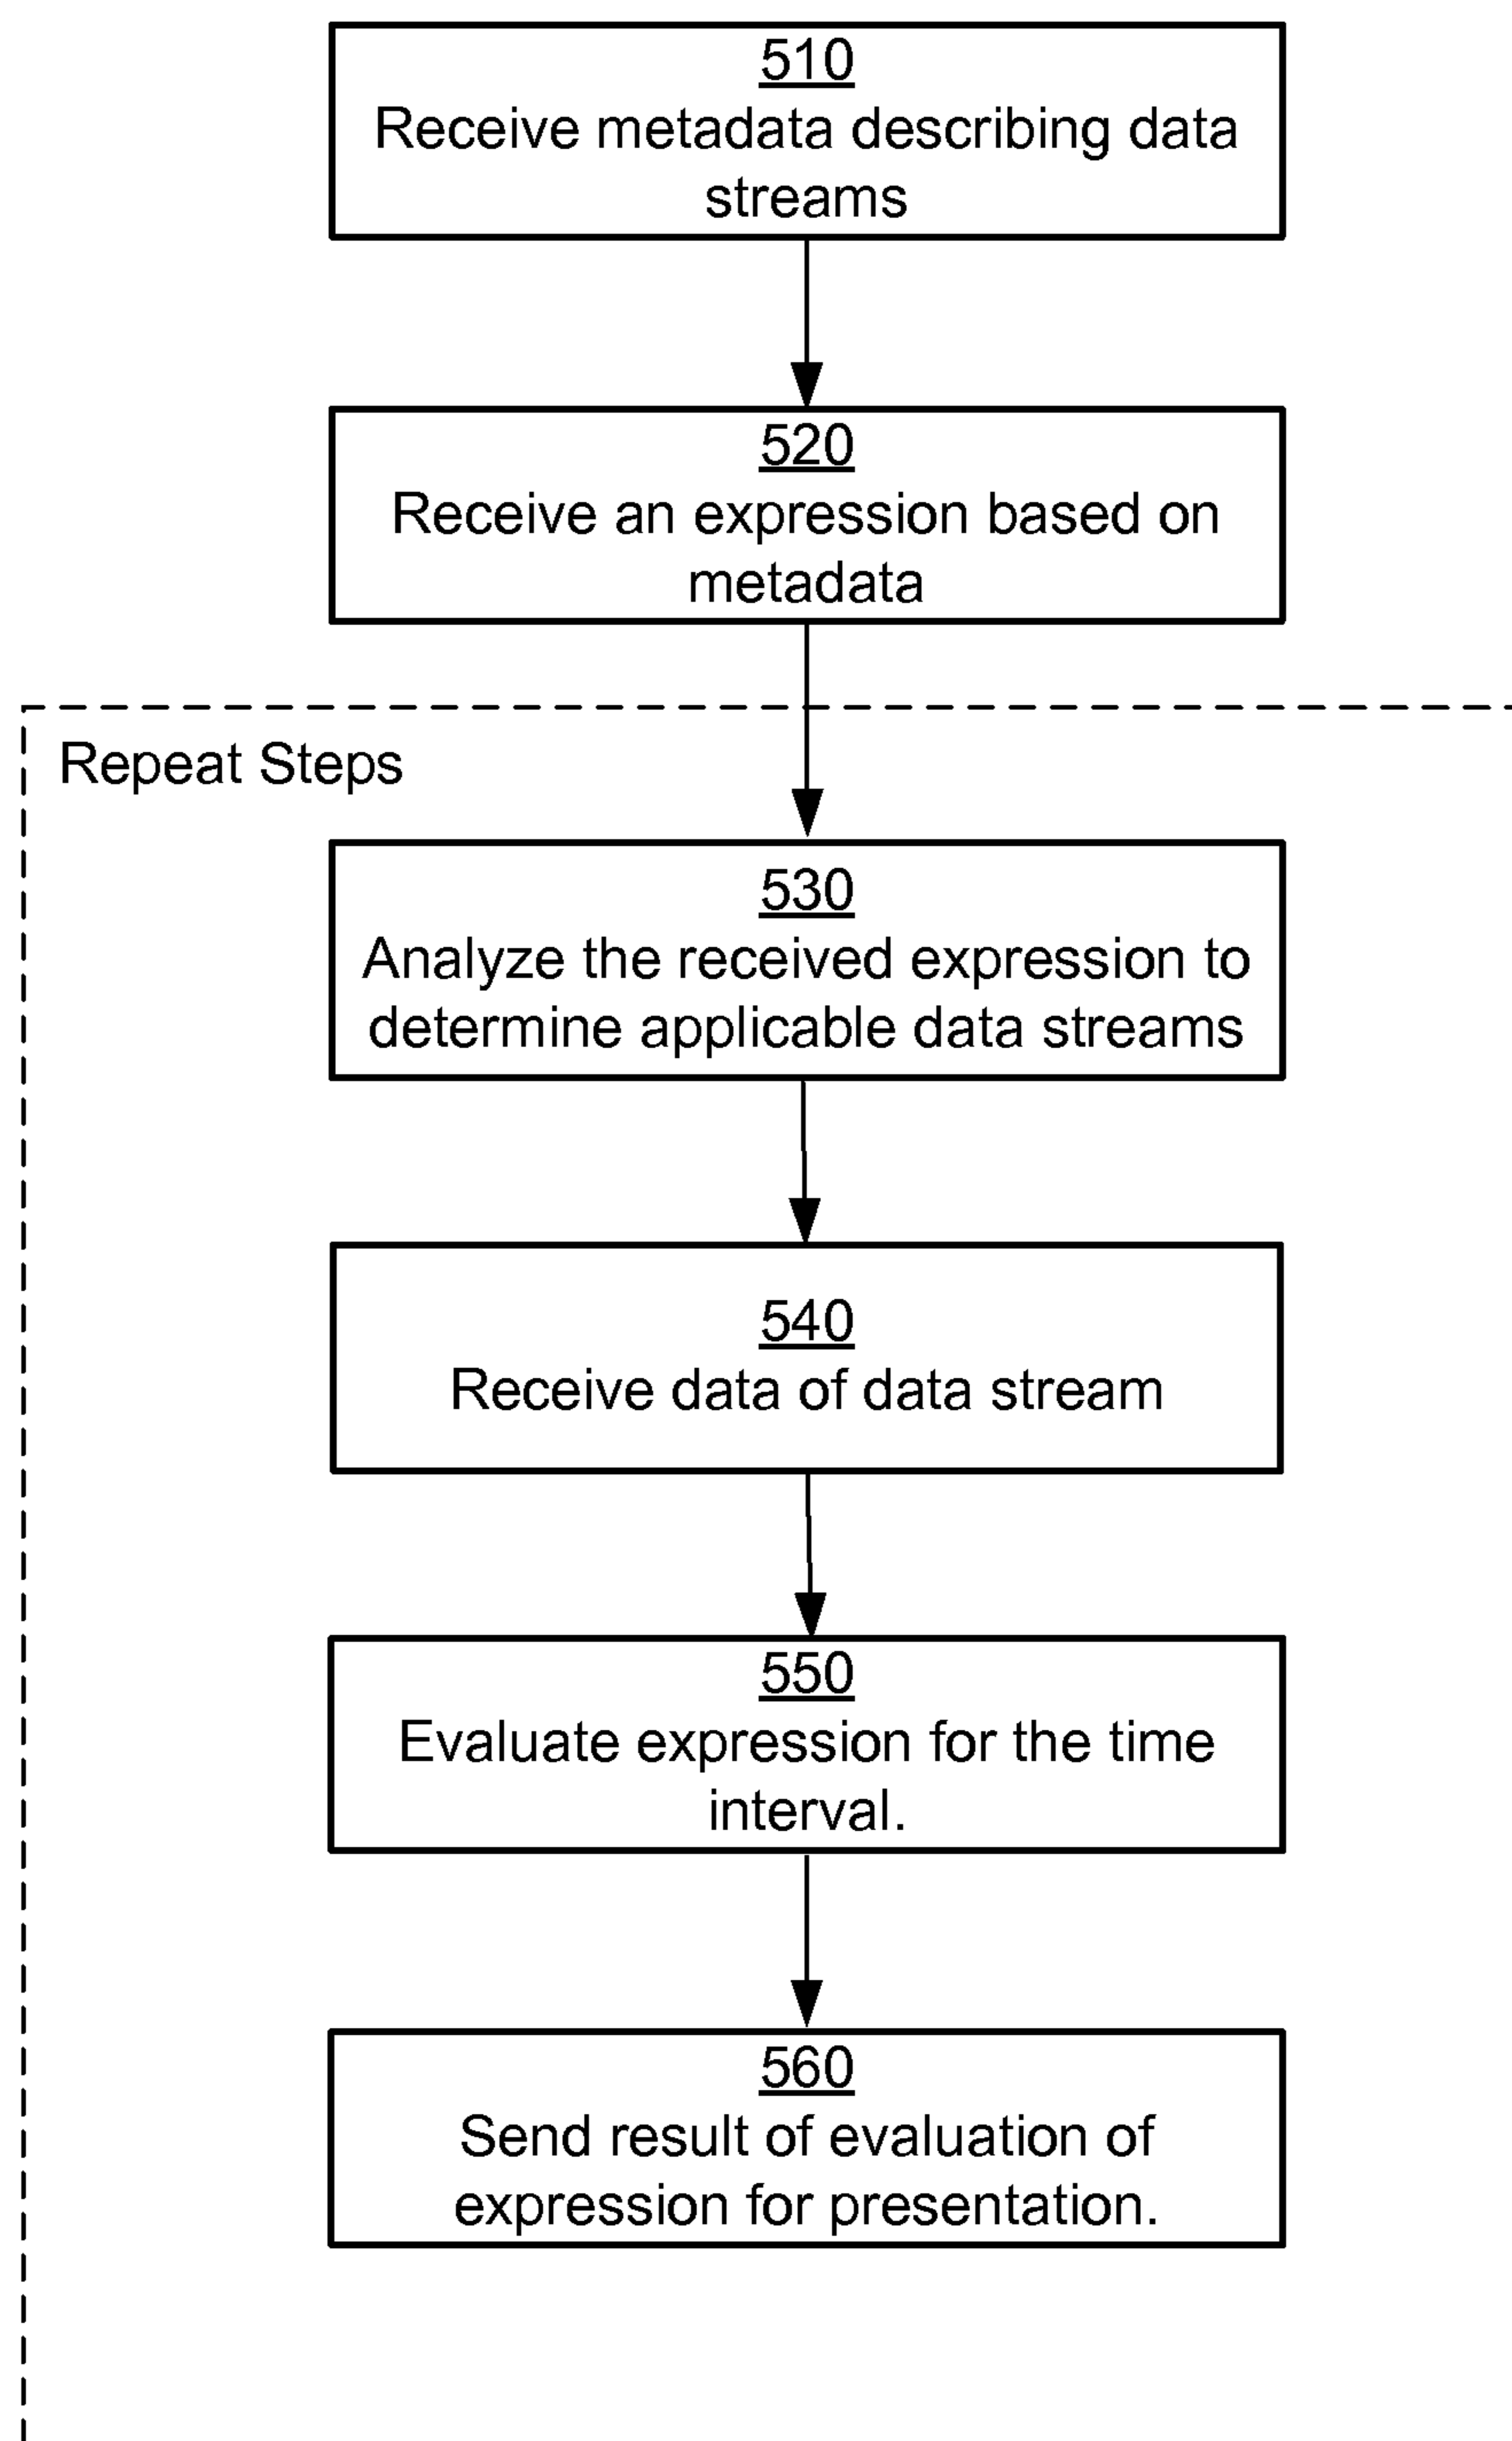 510
Receive metadata describing data
streams
520
Receive an expression based on
metadata
Repeat Steps
530
Analyze the received expression to
determine applicable data streams
540
Receive data of data stream
550
Evaluate expression for the time
interval.
560
Send result of evaluation of
expression for presentation.